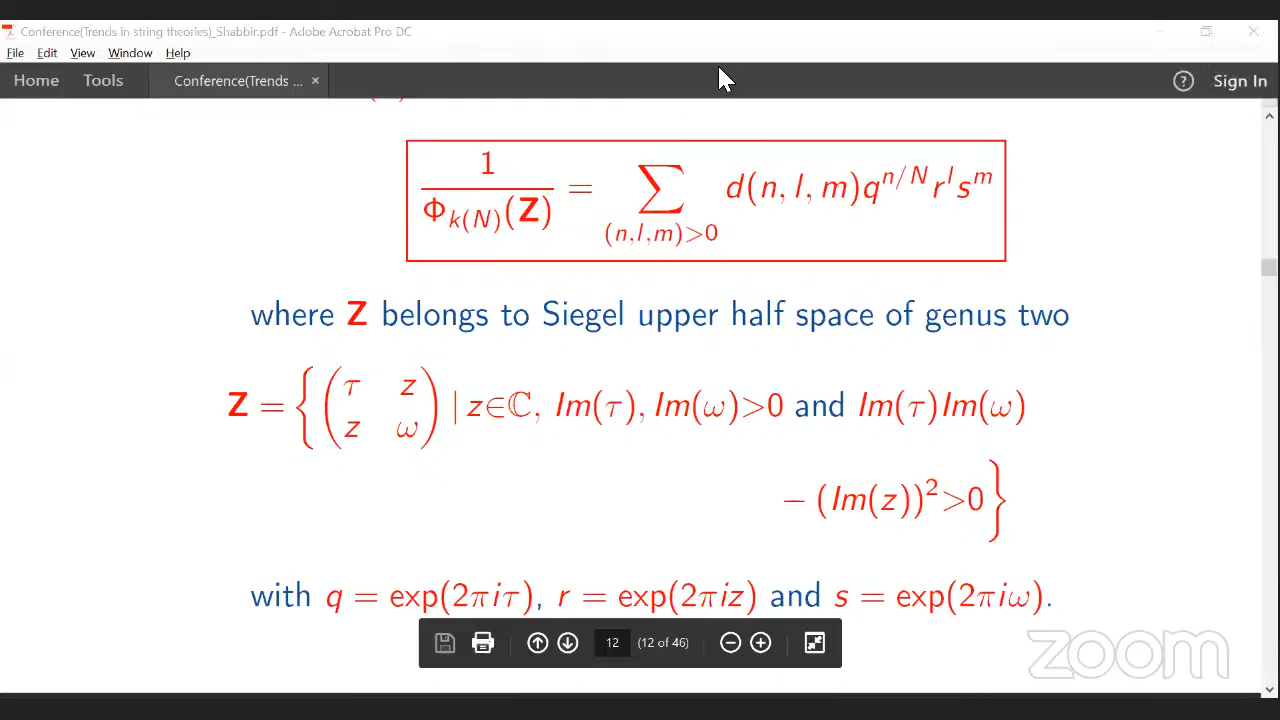 Conference(Trends in string theories)_Shabbir.pdf - Adobe Acrobat Pro DC
File Edit View Window Help
Home Tools Conference(Trends ... × ? Sign In
1/Φ_{k(N)}(Z) = ∑_{(n,l,m)>0} d(n, l, m)q^{n/N} r^l s^m
where Z belongs to Siegel upper half space of genus two
Z = { ( τ z ; z ω ) | z∈ℂ, Im(τ), Im(ω)>0 and Im(τ)Im(ω)
− (Im(z))²>0 }
with q = exp(2πiτ), r = exp(2πiz) and s = exp(2πiω).
12 (12 of 46)
zoom